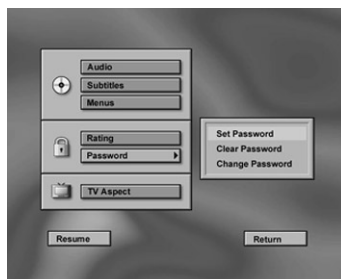 Audio
Subtitles
Menus
Rating
Password
Set Password
Clear Password
Change Password
TV Aspect
Resume
Return